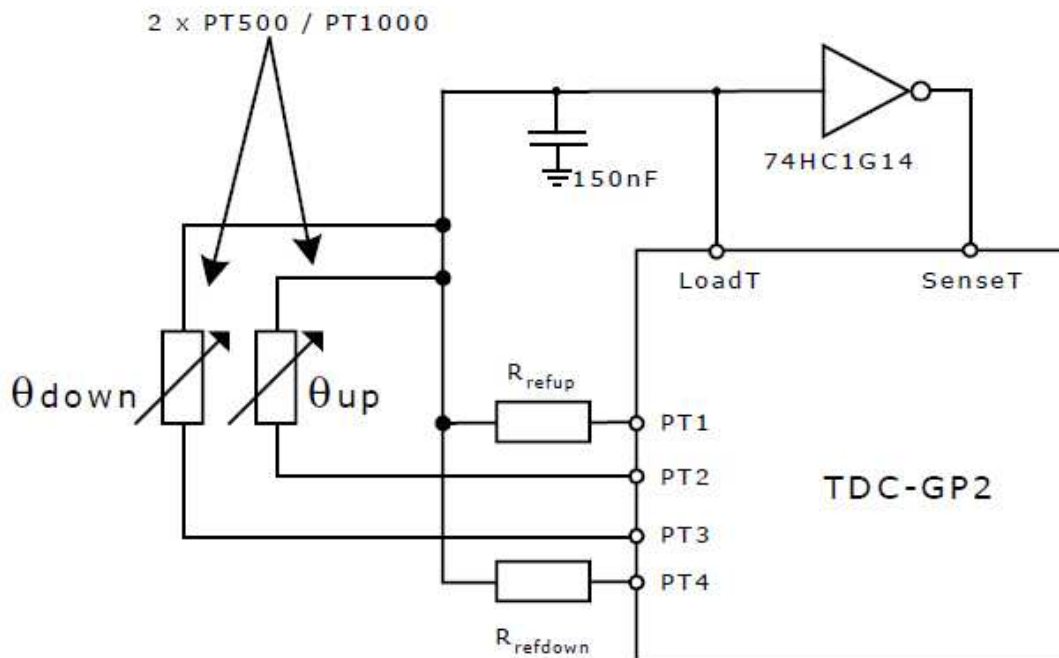 2 x PT500 / PT1000
150nF
74HC1G14
LoadT
SenseT
θdown
θup
Rrefup
PT1
PT2
TDC-GP2
PT3
PT4
Rrefdown